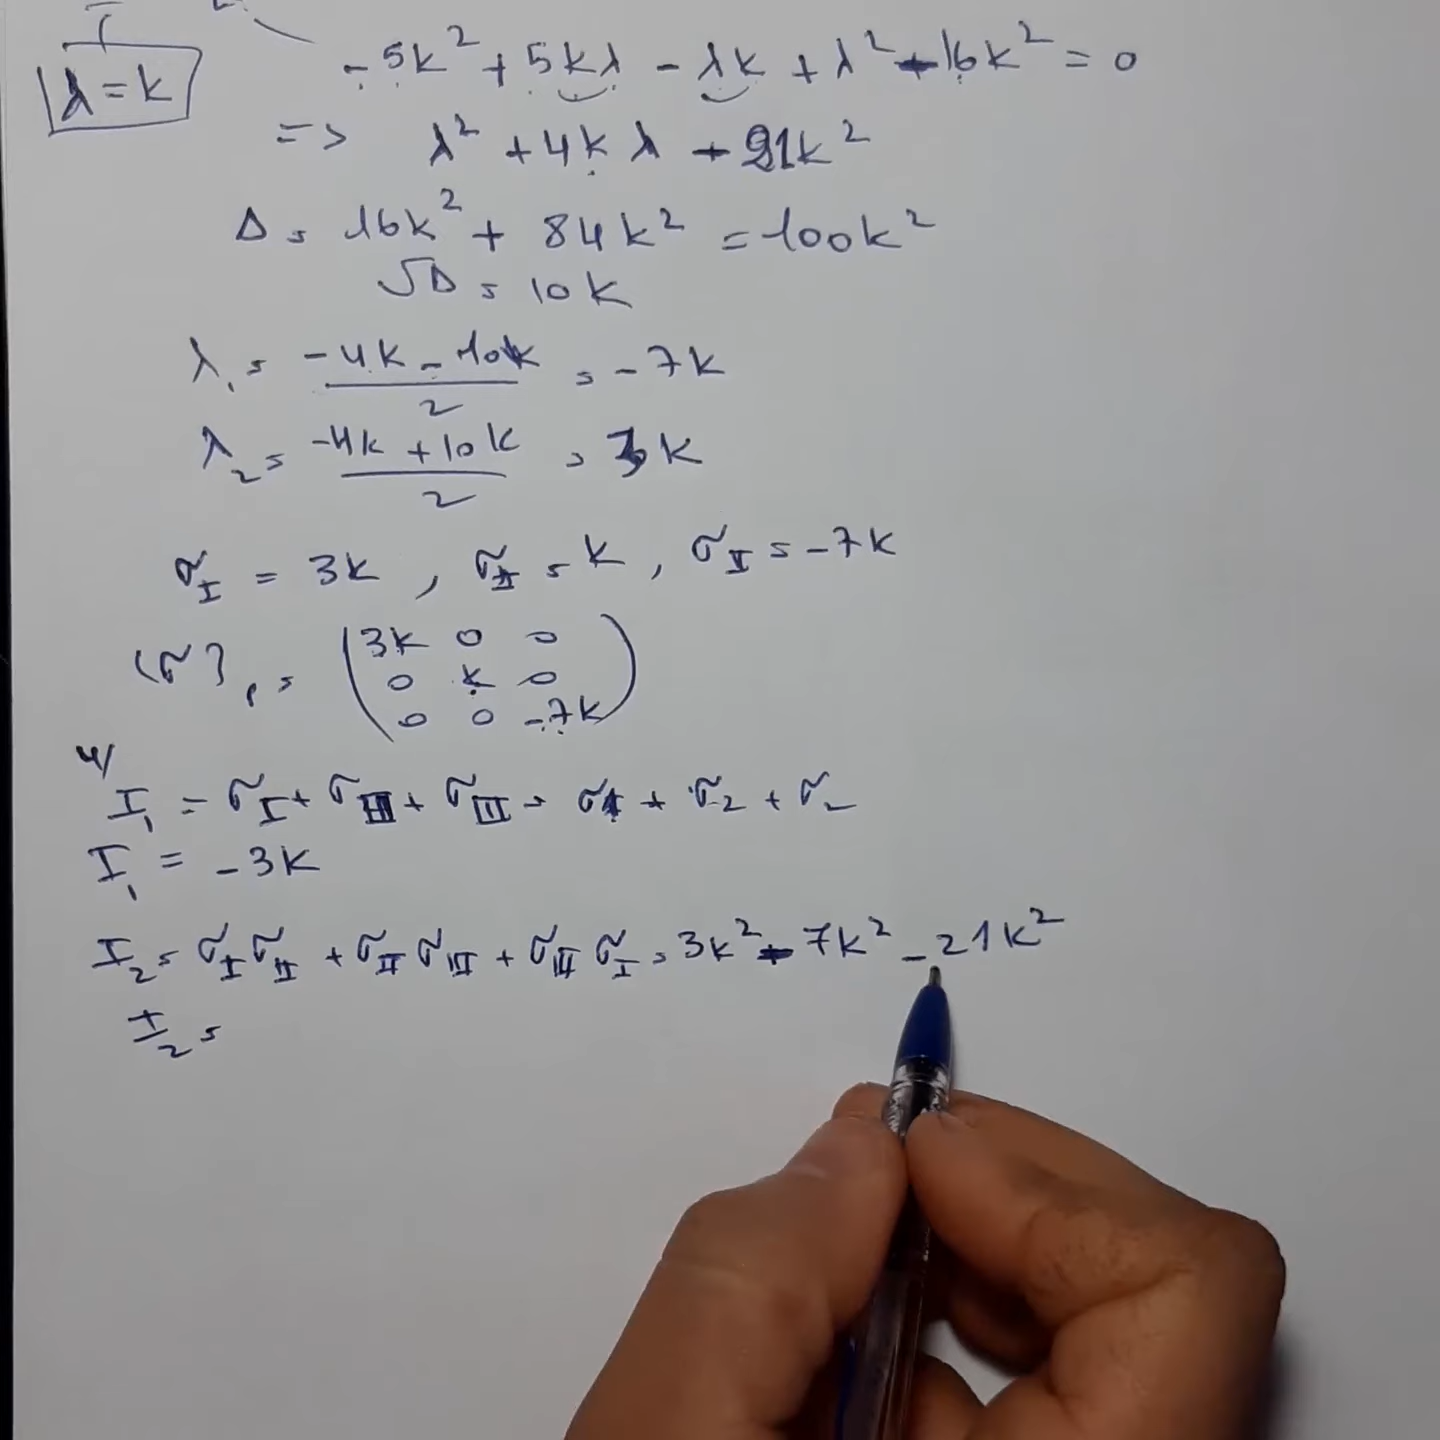 λ = k
- 5k² + 5kλ - λk + λ² - 16k² = 0
=> λ² + 4kλ - 21k²
Δ = 16k² + 84k² = 100k²
√Δ = 10k
λ₁ = (-4k - 10k)/2 = -7k
λ₂ = (-4k + 10k)/2 = 3k
σ_I = 3k, σ_II = k, σ_II = -7k
(σ)_P = (3k 0 0
0 k 0
0 0 -7k)
4/
I₁ = σ_I + σ_II + σ_III = σ₁ + σ₂ + σ₂
I₁ = -3k
I₂ = σ_I σ_II + σ_II σ_III + σ_III σ_I = 3k² - 7k² - 21k²
I₂ =